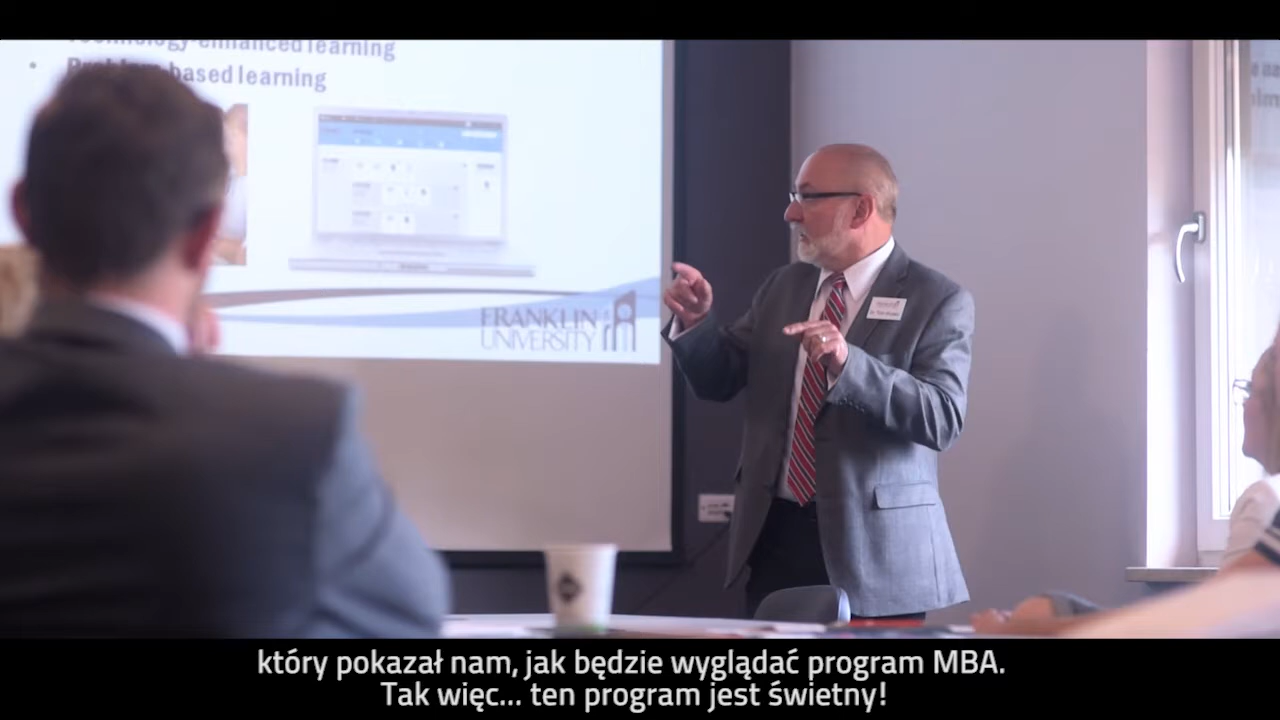 Technology-enhanced learning
• Problem-based learning
FRANKLIN
UNIVERSITY
który pokazał nam, jak będzie wyglądać program MBA.
Tak więc... ten program jest świetny!